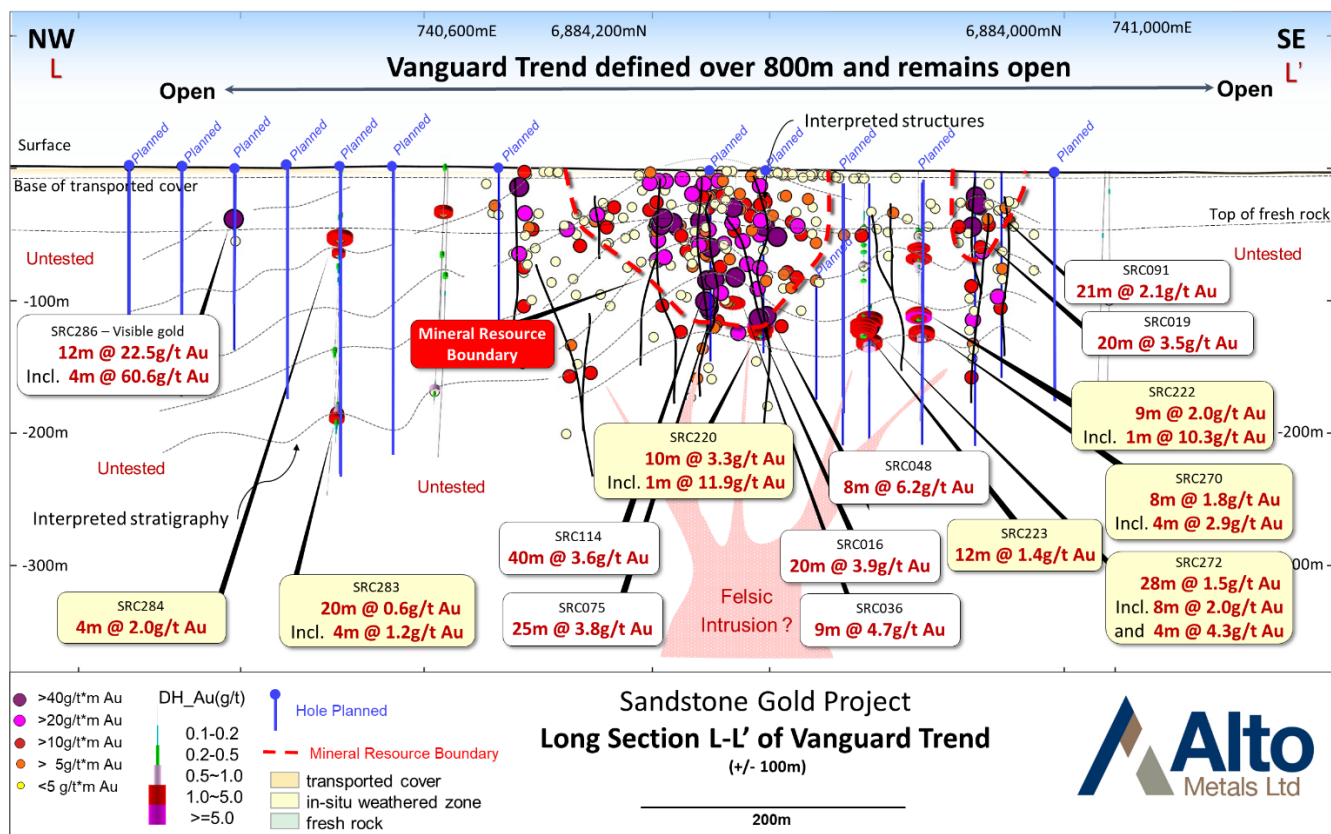 NW
L
740,600mE
6,884,200mN
6,884,000mN
741,000mE
SE
L'
Vanguard Trend defined over 800m and remains open
Open
Open
Planned
Planned
Planned
Planned
Planned
Planned
Planned
Planned
Planned
Planned
Planned
Planned
Planned
Interpreted structures
Surface
Base of transported cover
Top of fresh rock
Untested
Untested
-100m
SRC286 – Visible gold
12m @ 22.5g/t Au
Incl. 4m @ 60.6g/t Au
Mineral Resource
Boundary
SRC091
21m @ 2.1g/t Au
SRC019
20m @ 3.5g/t Au
SRC222
9m @ 2.0g/t Au
Incl. 1m @ 10.3g/t Au
-200m
-200m
Untested
Untested
Interpreted stratigraphy
SRC220
10m @ 3.3g/t Au
Incl. 1m @ 11.9g/t Au
SRC048
8m @ 6.2g/t Au
SRC270
8m @ 1.8g/t Au
Incl. 4m @ 2.9g/t Au
SRC114
40m @ 3.6g/t Au
SRC016
20m @ 3.9g/t Au
SRC223
12m @ 1.4g/t Au
-300m
SRC272
28m @ 1.5g/t Au
Incl. 8m @ 2.0g/t Au
and 4m @ 4.3g/t Au
SRC284
4m @ 2.0g/t Au
SRC283
20m @ 0.6g/t Au
Incl. 4m @ 1.2g/t Au
SRC075
25m @ 3.8g/t Au
Felsic
Intrusion ?
SRC036
9m @ 4.7g/t Au
>40g/t*m Au
>20g/t*m Au
>10g/t*m Au
> 5g/t*m Au
<5 g/t*m Au
DH_Au(g/t)
0.1-0.2
0.2-0.5
0.5~1.0
1.0~5.0
>=5.0
Hole Planned
Mineral Resource Boundary
transported cover
in-situ weathered zone
fresh rock
Sandstone Gold Project
Long Section L-L' of Vanguard Trend
(+/- 100m)
200m
Alto
Metals Ltd